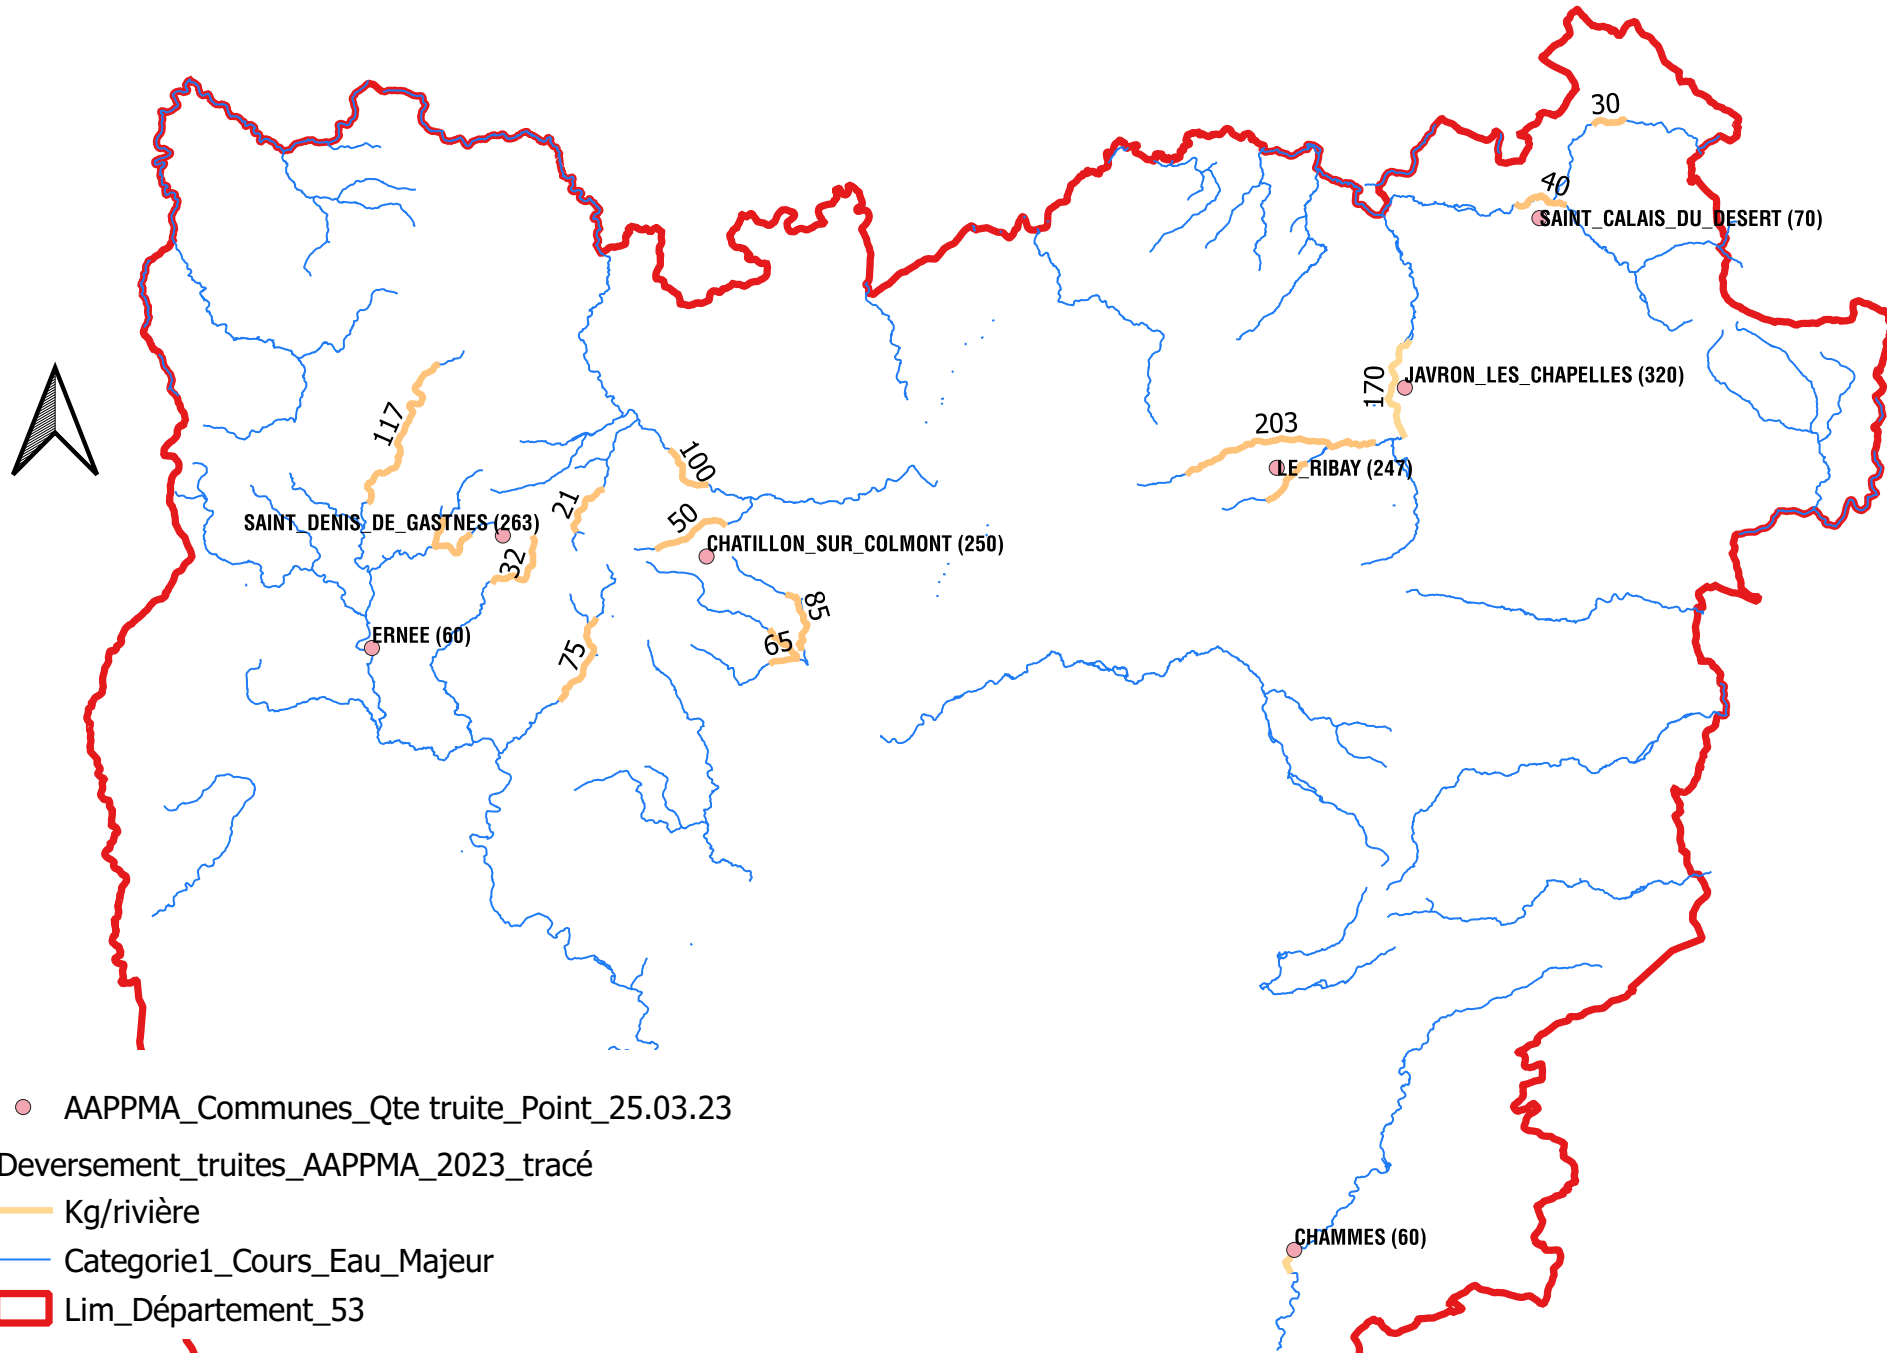 30
40
SAINT_CALAIS_DU_DESERT (70)
170
JAVRON_LES_CHAPELLES (320)
117
203
100
LE_RIBAY (247)
21
50
SAINT_DENIS_DE_GASTNES (263)
CHATILLON_SUR_COLMONT (250)
32
85
ERNEE (60)
65
75
AAPPMA_Communes_Qte truite_Point_25.03.23
Deversement_truites_AAPPMA_2023_tracé
Kg/rivière
CHAMMES (60)
Categorie1_Cours_Eau_Majeur
Lim_Département_53